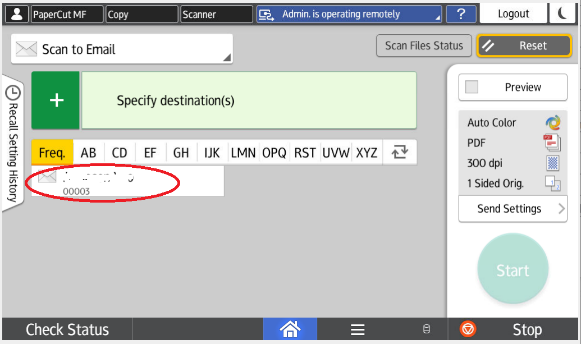 PaperCut MF Copy Scanner Admin. is operating remotely ? Logout
Scan to Email Scan Files Status Reset
+ Specify destination(s)
Preview
Recall Setting History
Freq. AB CD EF GH IJK LMN OPQ RST UVW XYZ
00003
Auto Color
PDF
300 dpi
1 Sided Orig.
Send Settings >
Start
Check Status Stop